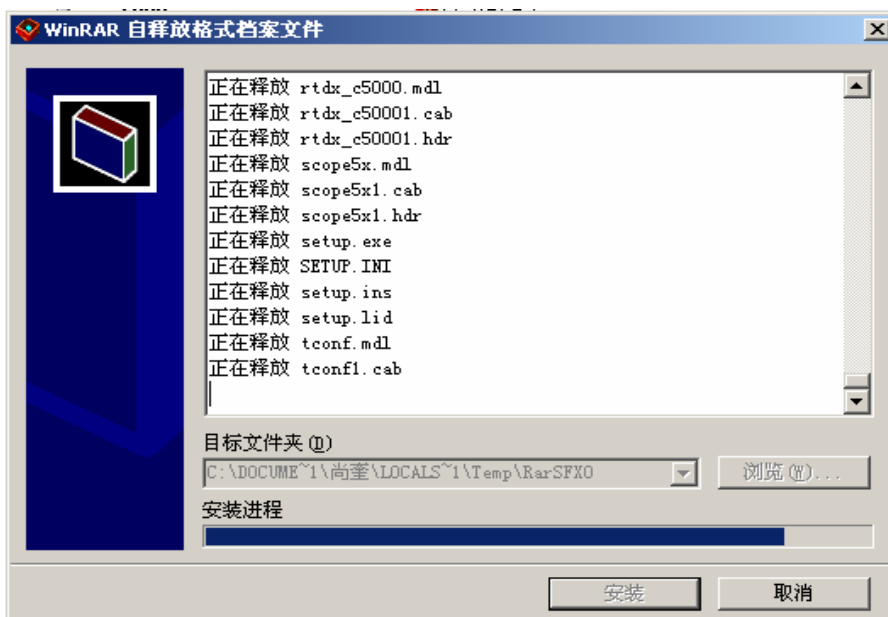 WinRAR 自释放格式档案文件
正在释放 rtdx_c5000.mdl
正在释放 rtdx_c50001.cab
正在释放 rtdx_c50001.hdr
正在释放 scope5x.mdl
正在释放 scope5x1.cab
正在释放 scope5x1.hdr
正在释放 setup.exe
正在释放 SETUP.INI
正在释放 setup.ins
正在释放 setup.lid
正在释放 tconf.mdl
正在释放 tconf1.cab
目标文件夹(D)
C:\DOCUME~1\尚奎\LOCALS~1\Temp\RarSFX0
浏览(W)...
安装进程
安装
取消